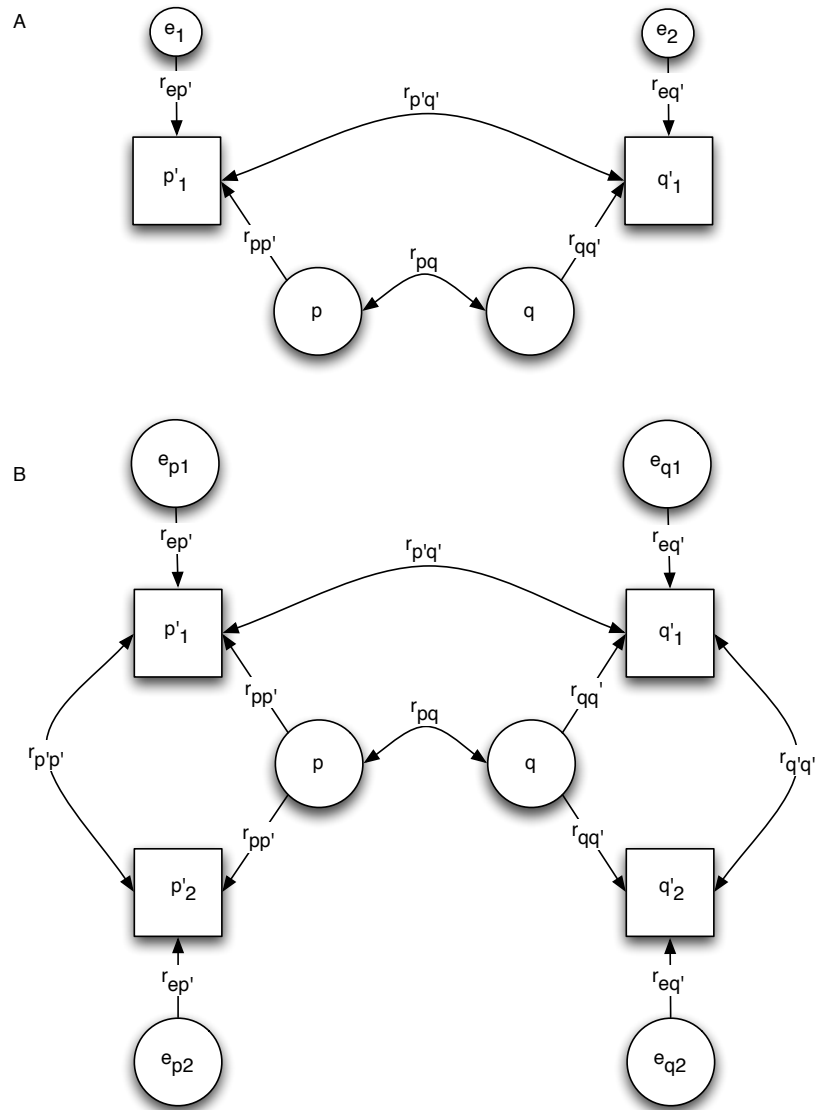 A
e1
e2
rep'
req'
rp'q'
p'1
q'1
rpp'
rqq'
rpq
p
q
B
ep1
eq1
rep'
req'
rp'q'
p'1
q'1
rpp'
rqq'
rpq
p
q
rp'p'
rq'q'
rpp'
rqq'
p'2
q'2
rep'
req'
ep2
eq2